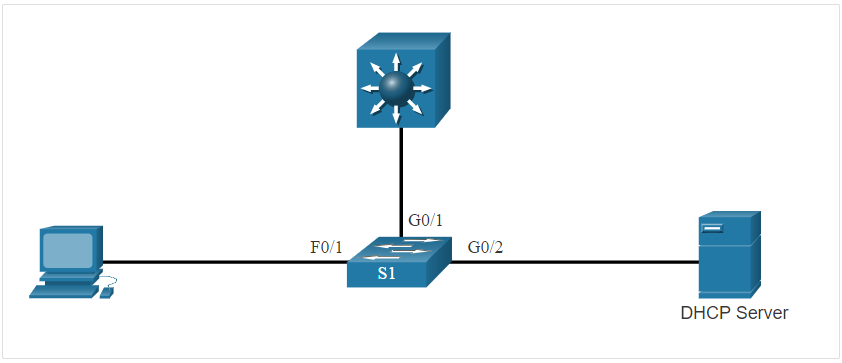 G0/1
F0/1
G0/2
S1
DHCP Server